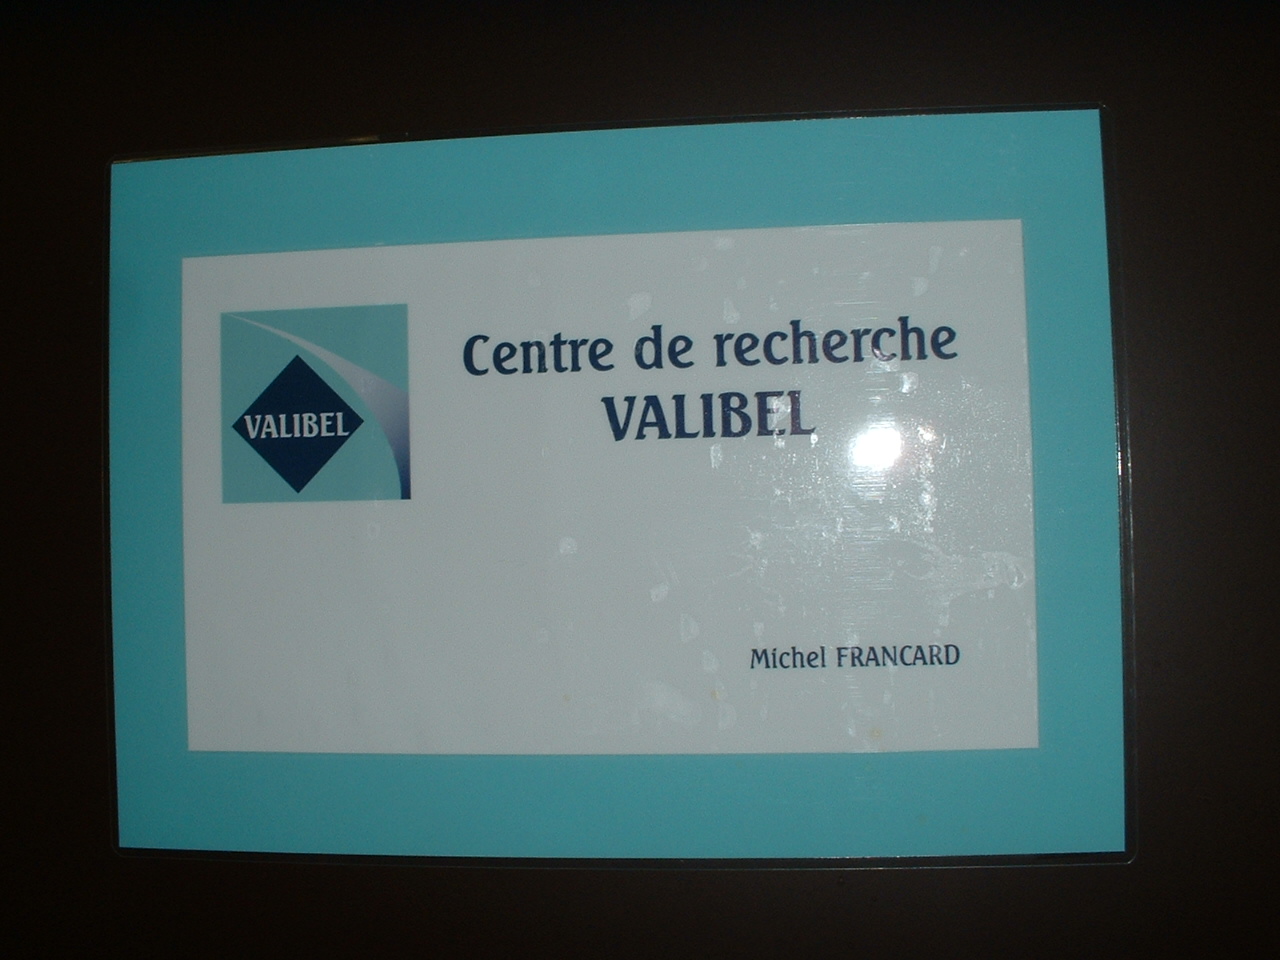 VALIBEL
Centre de recherche
VALIBEL
Michel FRANCARD